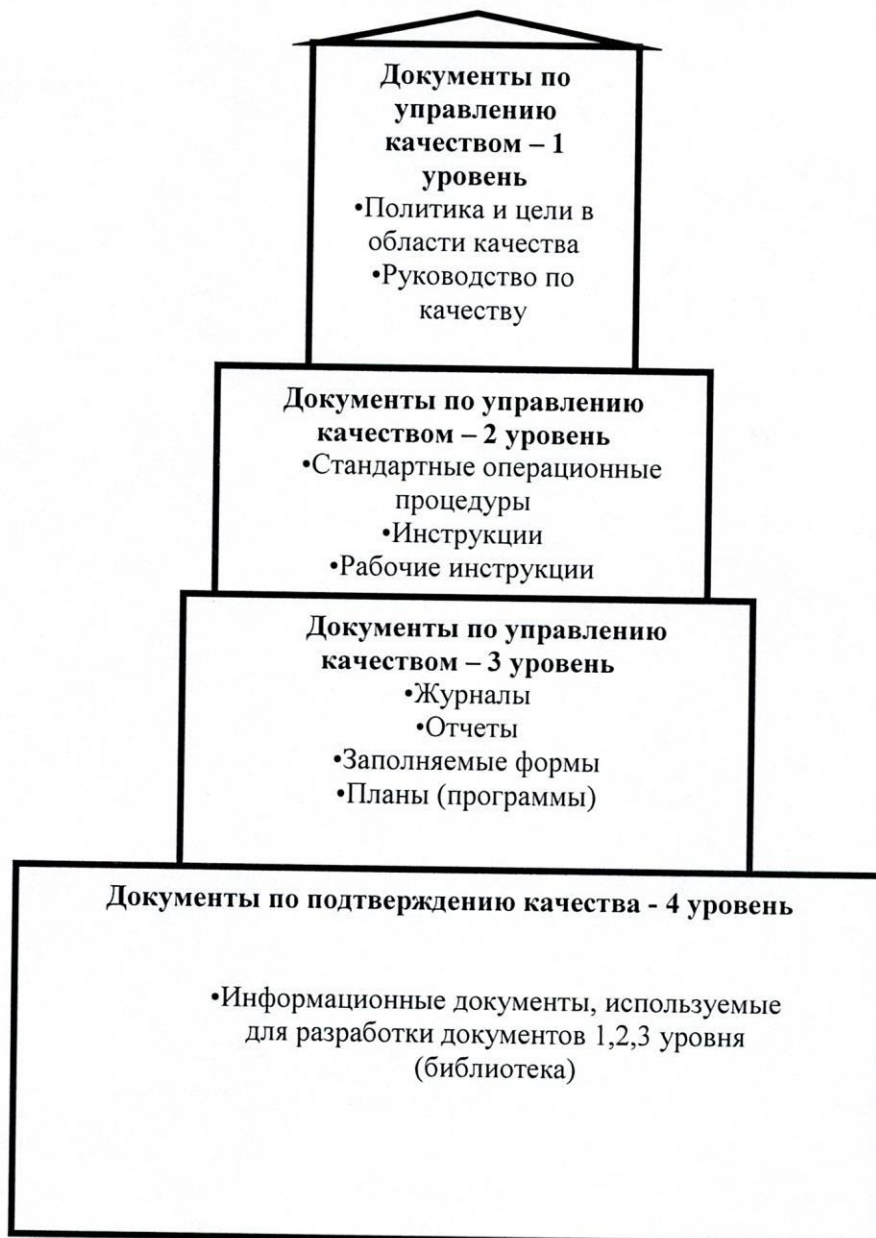 Документы по
управлению
качеством – 1
уровень
•Политика и цели в
области качества
•Руководство по
качеству
Документы по управлению
качеством – 2 уровень
•Стандартные операционные
процедуры
•Инструкции
•Рабочие инструкции
Документы по управлению
качеством – 3 уровень
•Журналы
•Отчеты
•Заполняемые формы
•Планы (программы)
Документы по подтверждению качества - 4 уровень
•Информационные документы, используемые
для разработки документов 1,2,3 уровня
(библиотека)